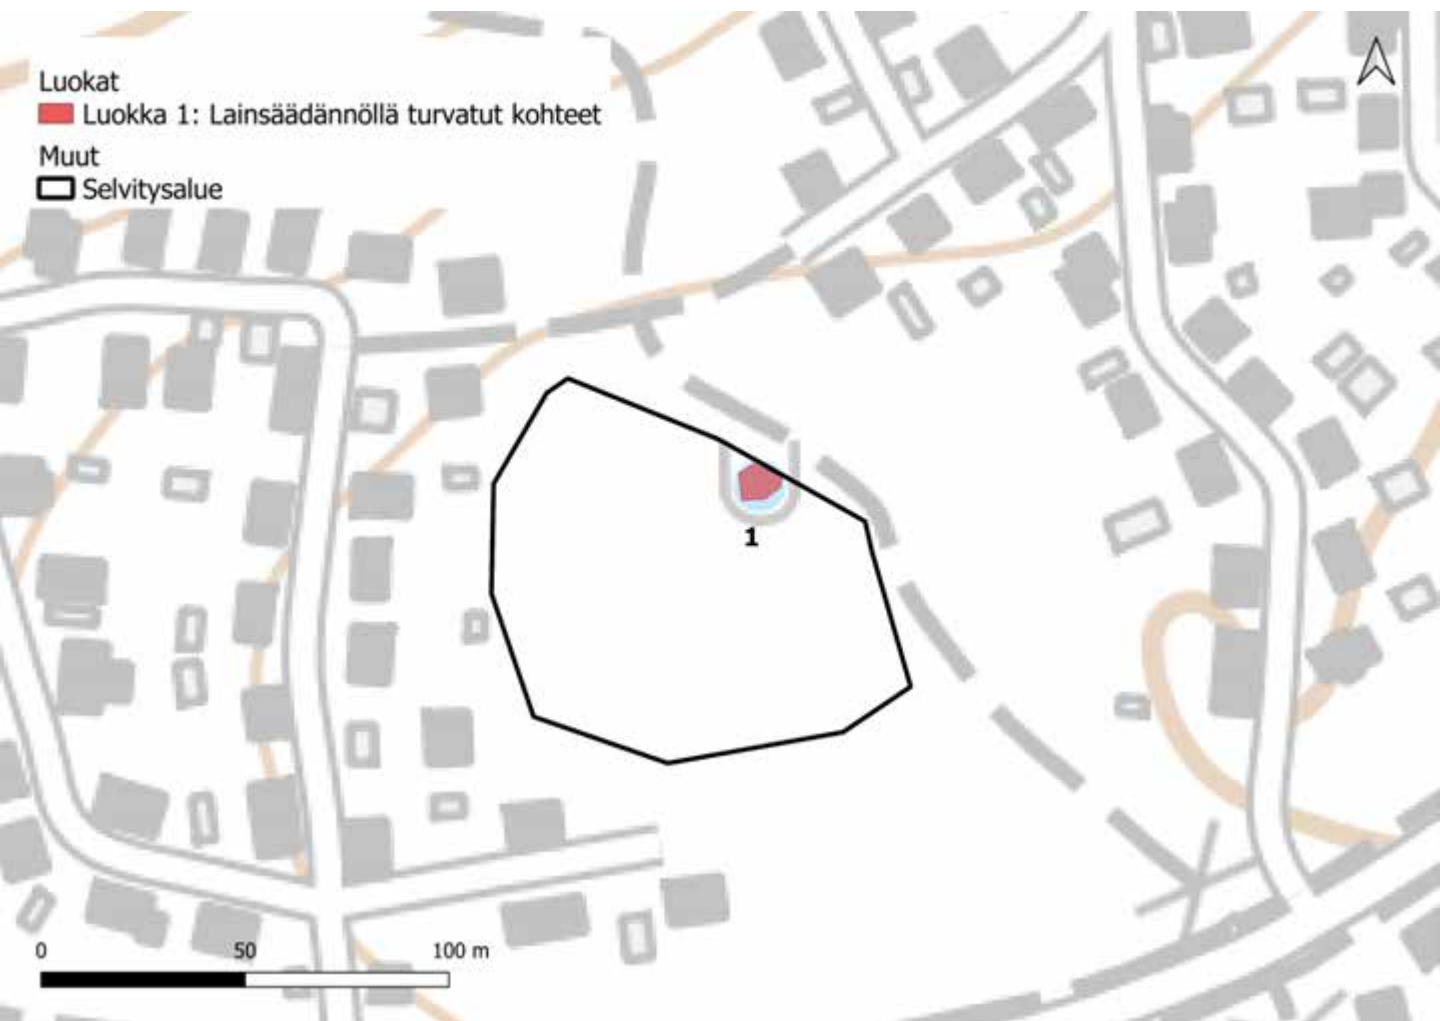 Luokat
Luokka 1: Lainsäädännöllä turvatut kohteet
Muut
Selvitysalue
1
0 50 100 m